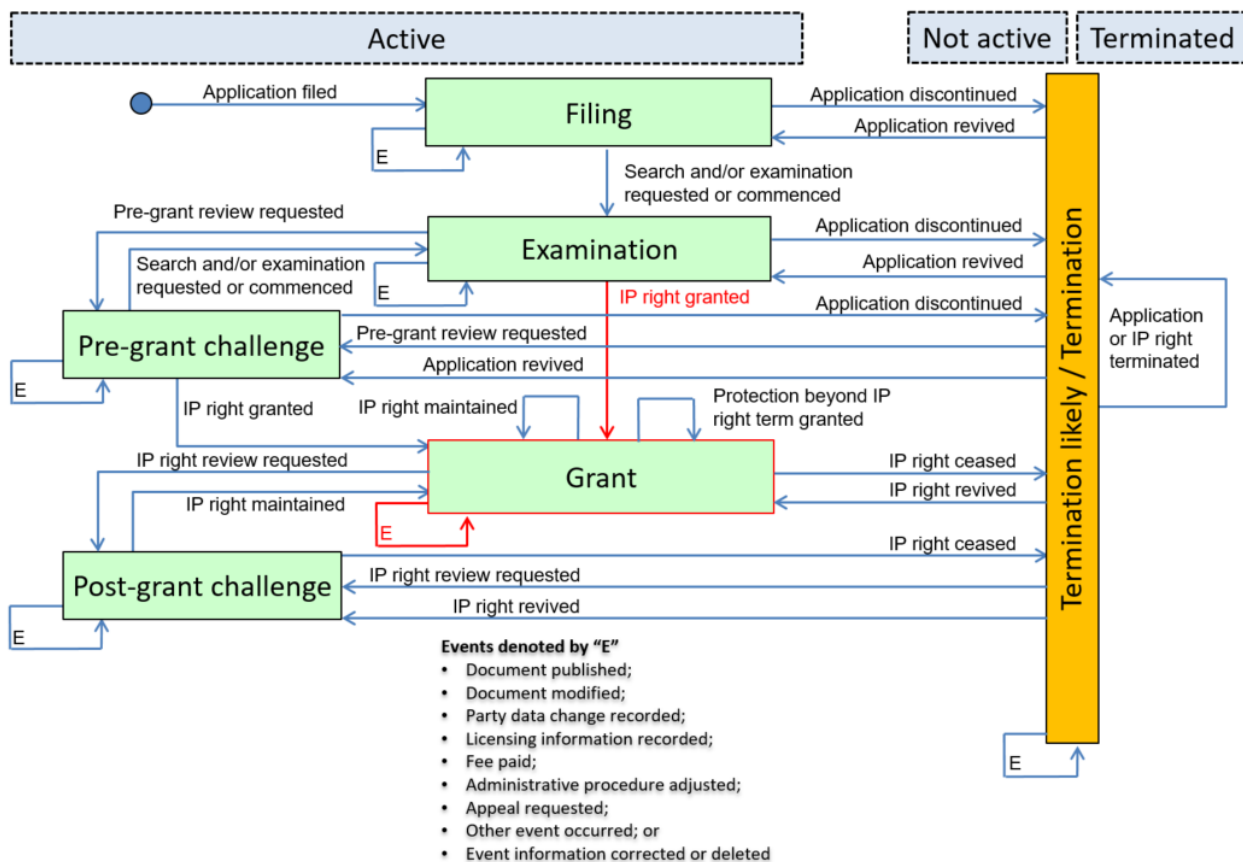 Active
Not active
Terminated
Application filed
Filing
Application discontinued
Application revived
E
Search and/or examination
requested or commenced
Pre-grant review requested
Examination
Application discontinued
Application revived
Search and/or examination
requested or commenced
E
IP right granted
Application discontinued
Pre-grant challenge
Pre-grant review requested
Application revived
Application
or IP right
terminated
E
IP right granted
IP right maintained
Protection beyond IP
right term granted
IP right review requested
Grant
IP right ceased
IP right revived
IP right maintained
E
IP right ceased
Post-grant challenge
IP right review requested
IP right revived
E
Termination likely / Termination
E
Events denoted by “E”
• Document published;
• Document modified;
• Party data change recorded;
• Licensing information recorded;
• Fee paid;
• Administrative procedure adjusted;
• Appeal requested;
• Other event occurred; or
• Event information corrected or deleted